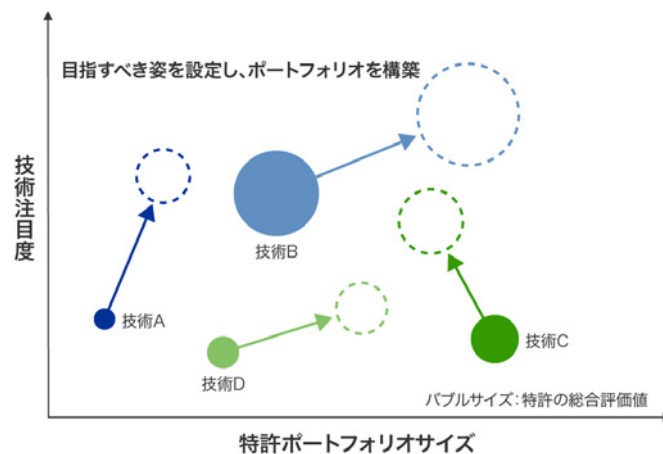 目指すべき姿を設定し、ポートフォリオを構築
技術注目度
技術B
技術A
技術D
技術C
バブルサイズ：特許の総合評価値
特許ポートフォリオサイズ